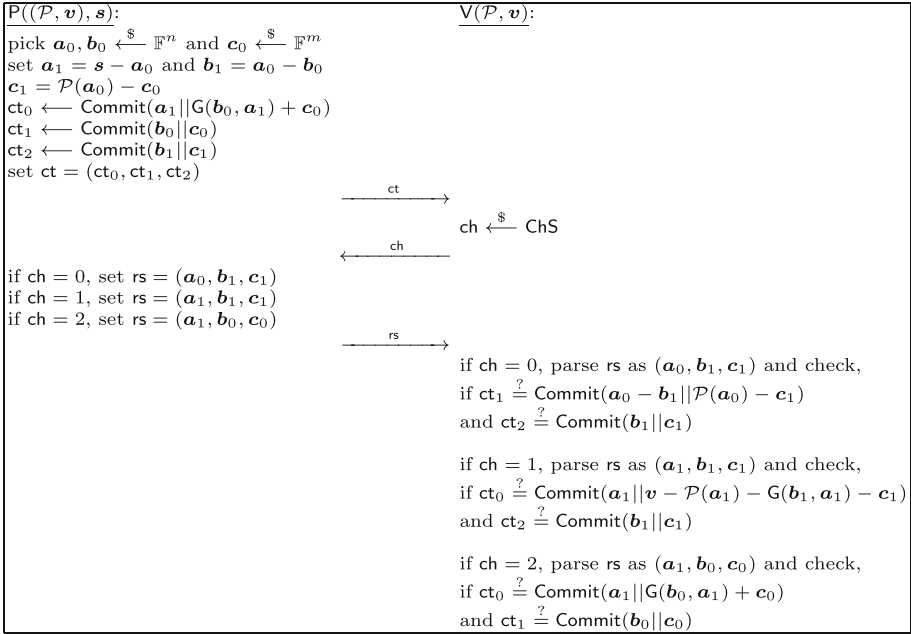 P((𝒫, v), s):
pick a₀, b₀ ⟵$ 𝔽ⁿ and c₀ ⟵$ 𝔽ᵐ
set a₁ = s − a₀ and b₁ = a₀ − b₀
c₁ = 𝒫(a₀) − c₀
ct₀ ⟵ Commit(a₁||G(b₀, a₁) + c₀)
ct₁ ⟵ Commit(b₀||c₀)
ct₂ ⟵ Commit(b₁||c₁)
set ct = (ct₀, ct₁, ct₂)
V(𝒫, v):
ct
ch ⟵$ ChS
ch
if ch = 0, set rs = (a₀, b₁, c₁)
if ch = 1, set rs = (a₁, b₁, c₁)
if ch = 2, set rs = (a₁, b₀, c₀)
rs
if ch = 0, parse rs as (a₀, b₁, c₁) and check,
if ct₁ ≟ Commit(a₀ − b₁||𝒫(a₀) − c₁)
and ct₂ ≟ Commit(b₁||c₁)
if ch = 1, parse rs as (a₁, b₁, c₁) and check,
if ct₀ ≟ Commit(a₁||v − 𝒫(a₁) − G(b₁, a₁) − c₁)
and ct₂ ≟ Commit(b₁||c₁)
if ch = 2, parse rs as (a₁, b₀, c₀) and check,
if ct₀ ≟ Commit(a₁||G(b₀, a₁) + c₀)
and ct₁ ≟ Commit(b₀||c₀)